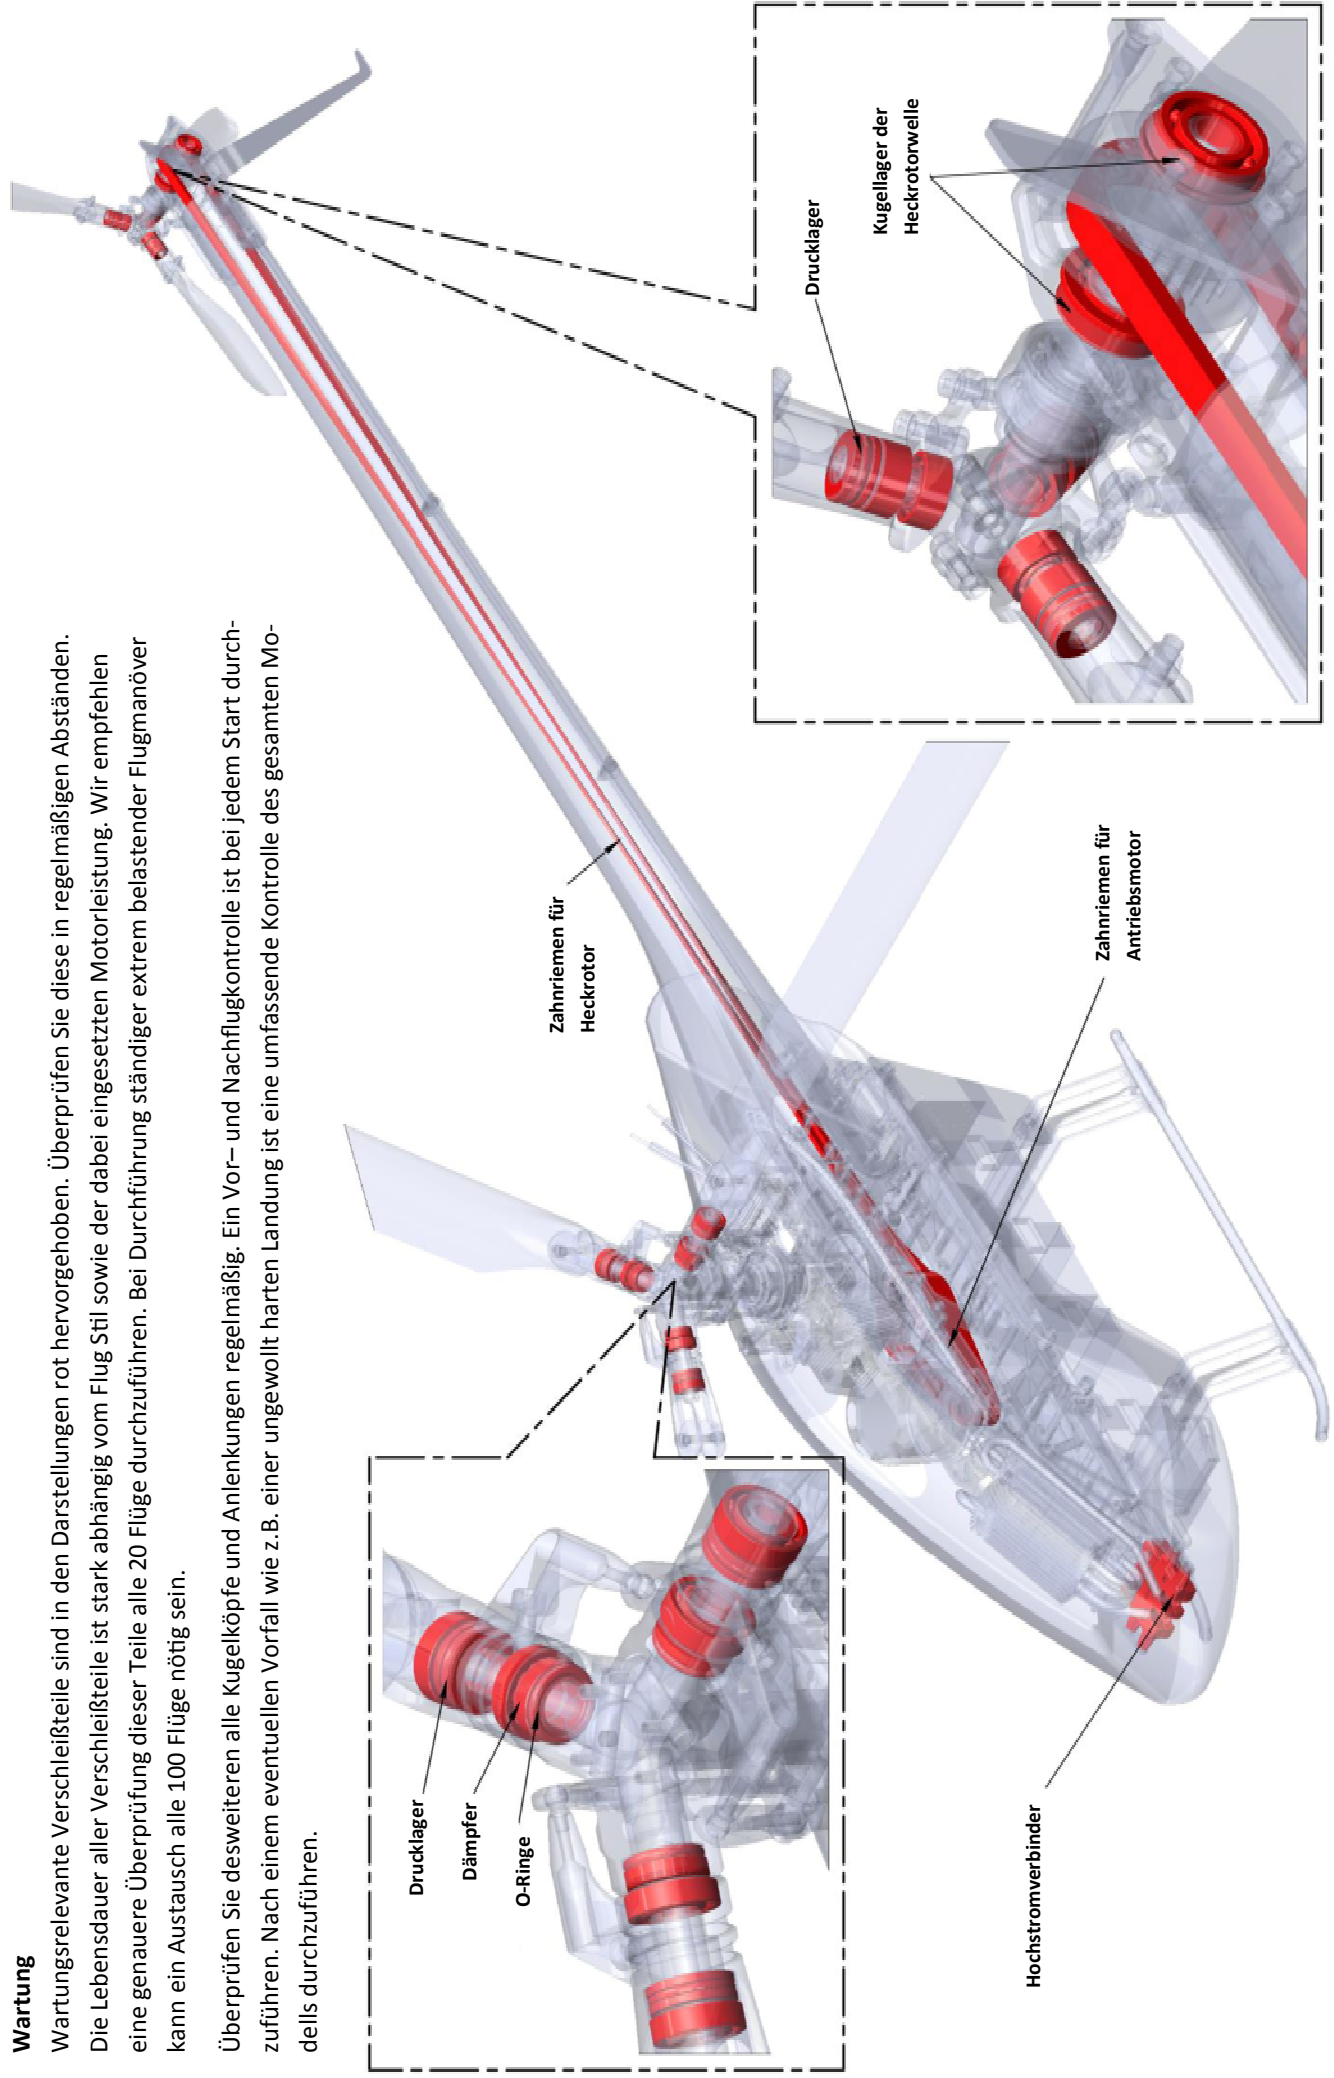 Wartung
Wartungsrelevante Verschleißteile sind in den Darstellungen rot hervorgehoben. Überprüfen Sie diese in regelmäßigen Abständen.
Die Lebensdauer aller Verschleißteile ist stark abhängig vom Flug Stil sowie der dabei eingesetzten Motorleistung. Wir empfehlen
eine genauere Überprüfung dieser Teile alle 20 Flüge durchzuführen. Bei Durchführung ständiger extrem belastender Flugmanöver
kann ein Austausch alle 100 Flüge nötig sein.
Überprüfen Sie desweiteren alle Kugelköpfe und Anlenkungen regelmäßig. Ein Vor– und Nachflugkontrolle ist bei jedem Start durch-
zuführen. Nach einem eventuellen Vorfall wie z.B. einer ungewollt harten Landung ist eine umfassende Kontrolle des gesamten Mo-
dells durchzuführen.
Drucklager
Dämpfer
O-Ringe
Zahnriemen für
Heckrotor
Drucklager
Kugellager der
Heckrotorwelle
Zahnriemen für
Antriebsmotor
Hochstromverbinder